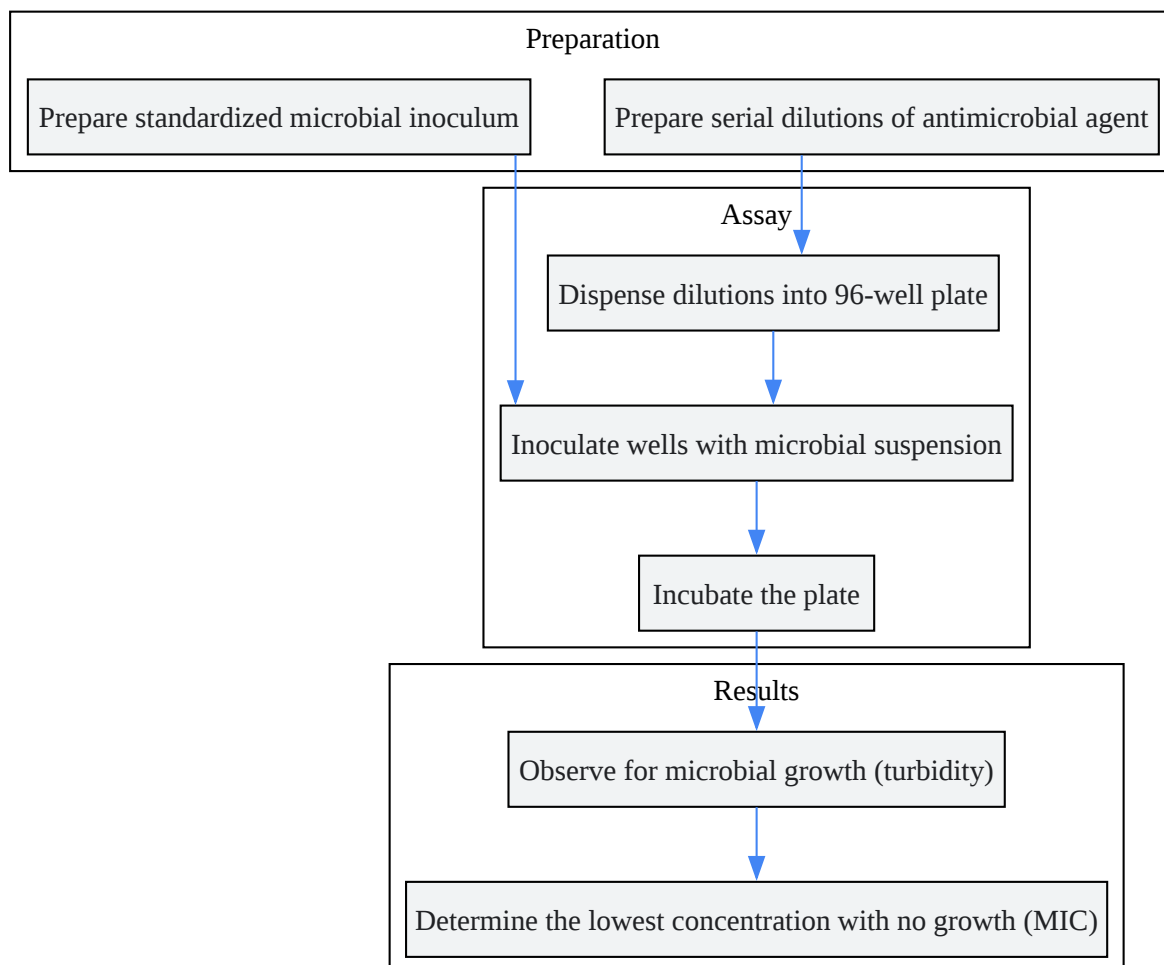 Preparation
Prepare standardized microbial inoculum
Prepare serial dilutions of antimicrobial agent
Assay
Dispense dilutions into 96-well plate
Inoculate wells with microbial suspension
Incubate the plate
Results
Observe for microbial growth (turbidity)
Determine the lowest concentration with no growth (MIC)